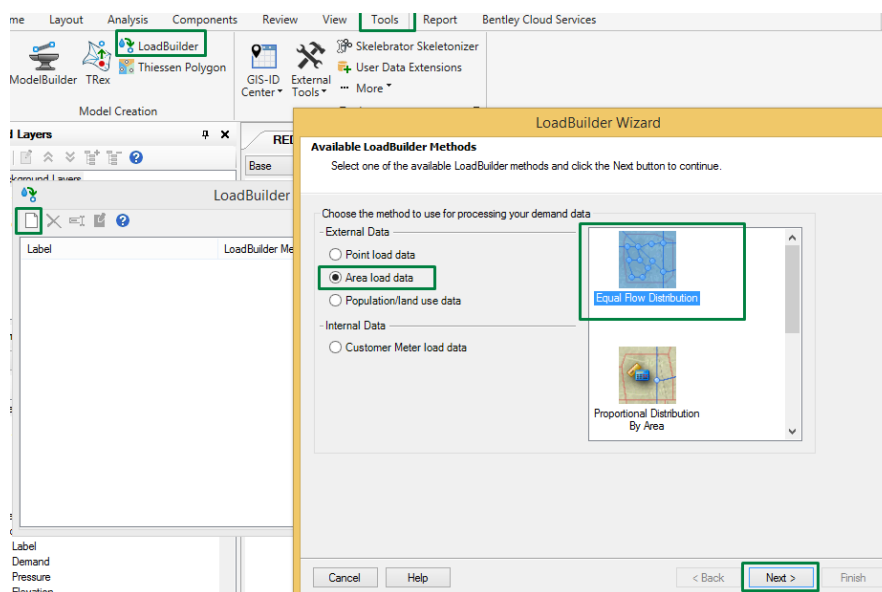 me Layout Analysis Components Review View Tools Report Bentley Cloud Services
LoadBuilder
Thiessen Polygon
ModelBuilder TRex
Model Creation
GIS-ID Center
External Tools
Skelebrator Skeletonizer
User Data Extensions
More
Layers
RED
Base
LoadBuilder
Label LoadBuilder Me
LoadBuilder Wizard
Available LoadBuilder Methods
Select one of the available LoadBuilder methods and click the Next button to continue.
Choose the method to use for processing your demand data
External Data
Point load data
Area load data
Population/land use data
Internal Data
Customer Meter load data
Equal Flow Distribution
Proportional Distribution
By Area
Label
Demand
Pressure
Elevation
Cancel Help < Back Next > Finish